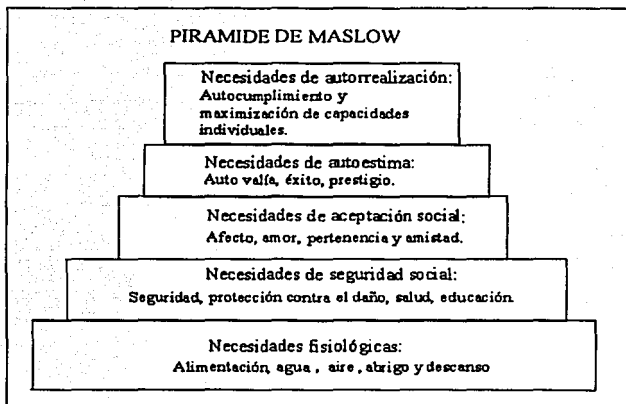 PIRAMIDE DE MASLOW
Necesidades de autorrealización:
Autocumplimiento y
maximización de capacidades
individuales.
Necesidades de autoestima:
Auto valía, éxito, prestigio.
Necesidades de aceptación social:
Afecto, amor, pertenencia y amistad.
Necesidades de seguridad social:
Seguridad, protección contra el daño, salud, educación.
Necesidades fisiológicas:
Alimentación, agua , aire , abrigo y descanso